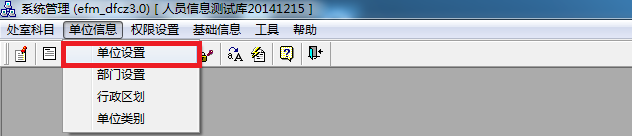 系统管理 (efm_dfcz3.0) [ 人员信息测试库20141215 ]
处室科目 单位信息 权限设置 基础信息 工具 帮助
单位设置
部门设置
行政区划
单位类别